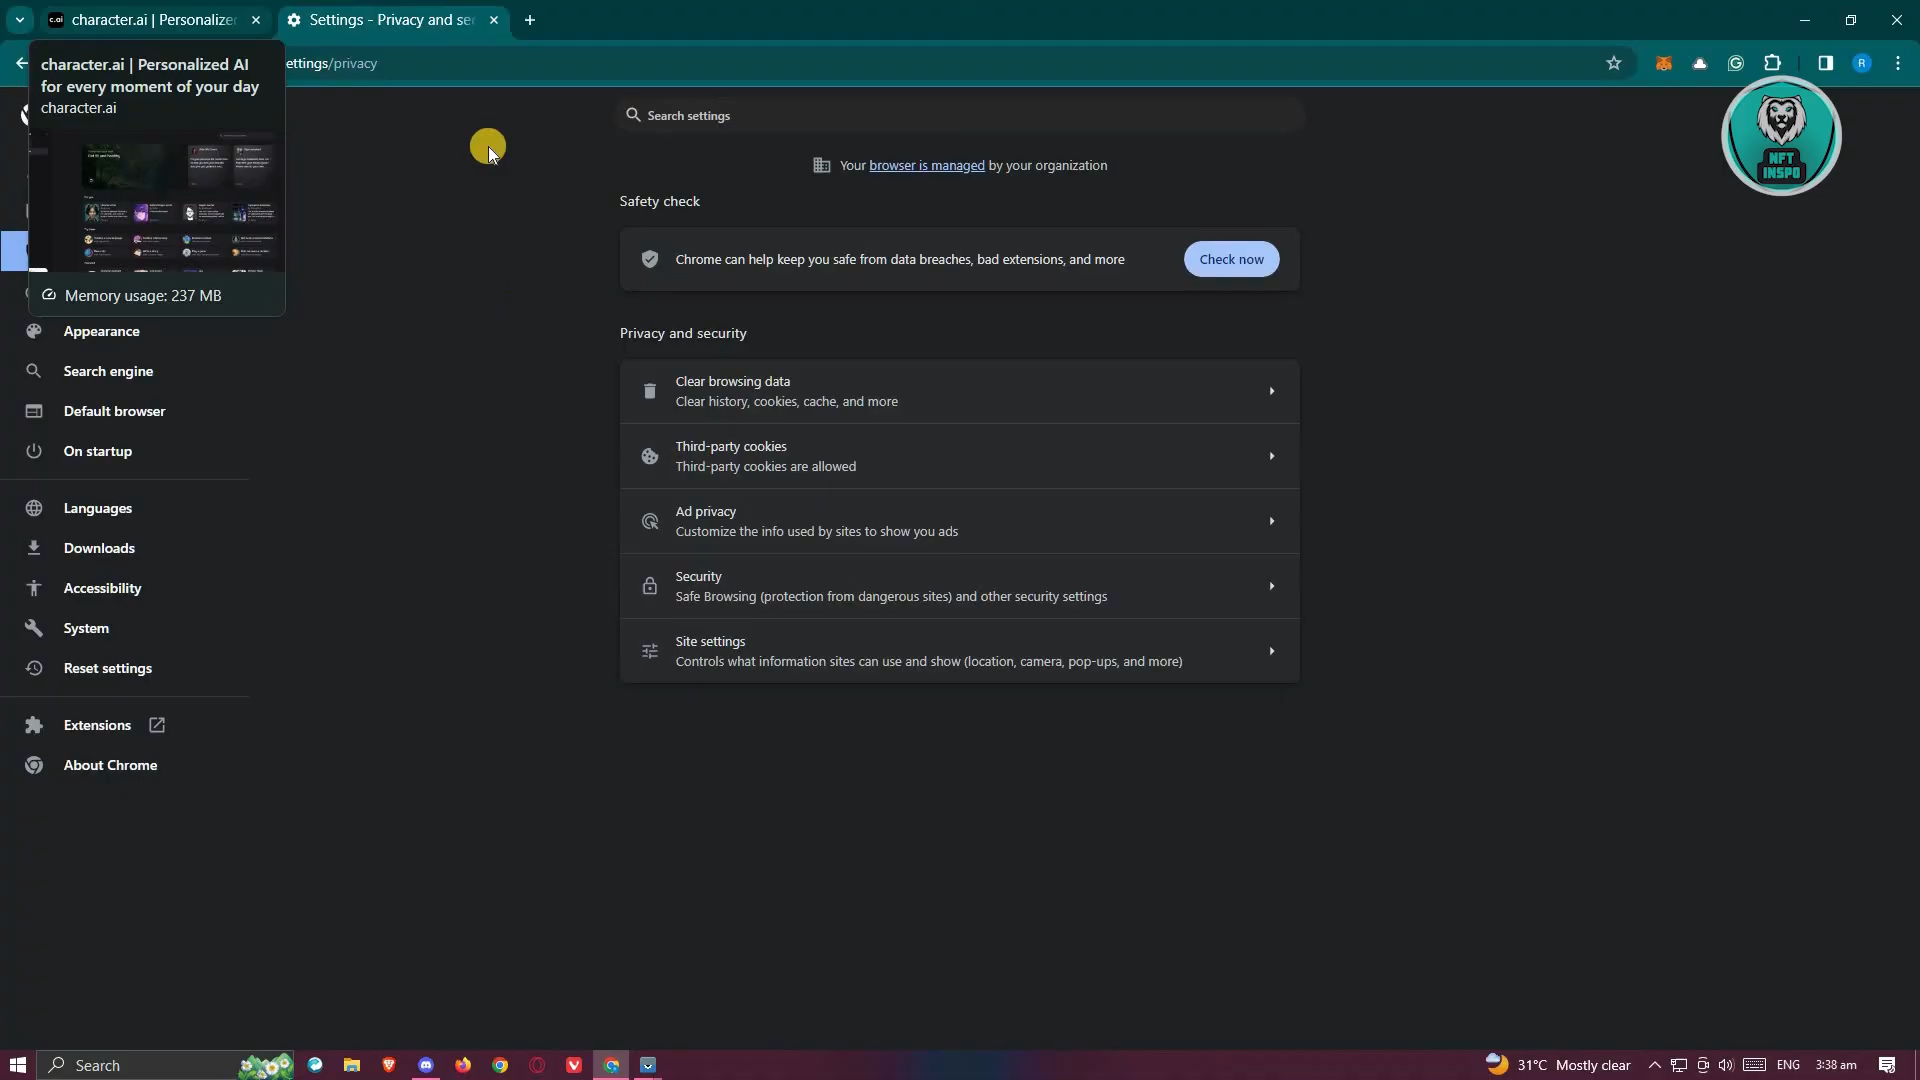 c.ai character.ai | Personalize
Settings - Privacy and se
ettings/privacy
R
character.ai | Personalized AI
for every moment of your day
character.ai
Memory usage: 237 MB
NFT
INSPO
Search settings
Your browser is managed by your organization
Safety check
Chrome can help keep you safe from data breaches, bad extensions, and more
Check now
Privacy and security
Clear browsing data
Clear history, cookies, cache, and more
Third-party cookies
Third-party cookies are allowed
Ad privacy
Customize the info used by sites to show you ads
Security
Safe Browsing (protection from dangerous sites) and other security settings
Site settings
Controls what information sites can use and show (location, camera, pop-ups, and more)
Appearance
Search engine
Default browser
On startup
Languages
Downloads
Accessibility
System
Reset settings
Extensions
About Chrome
Search
31°C Mostly clear
ENG
3:38 am